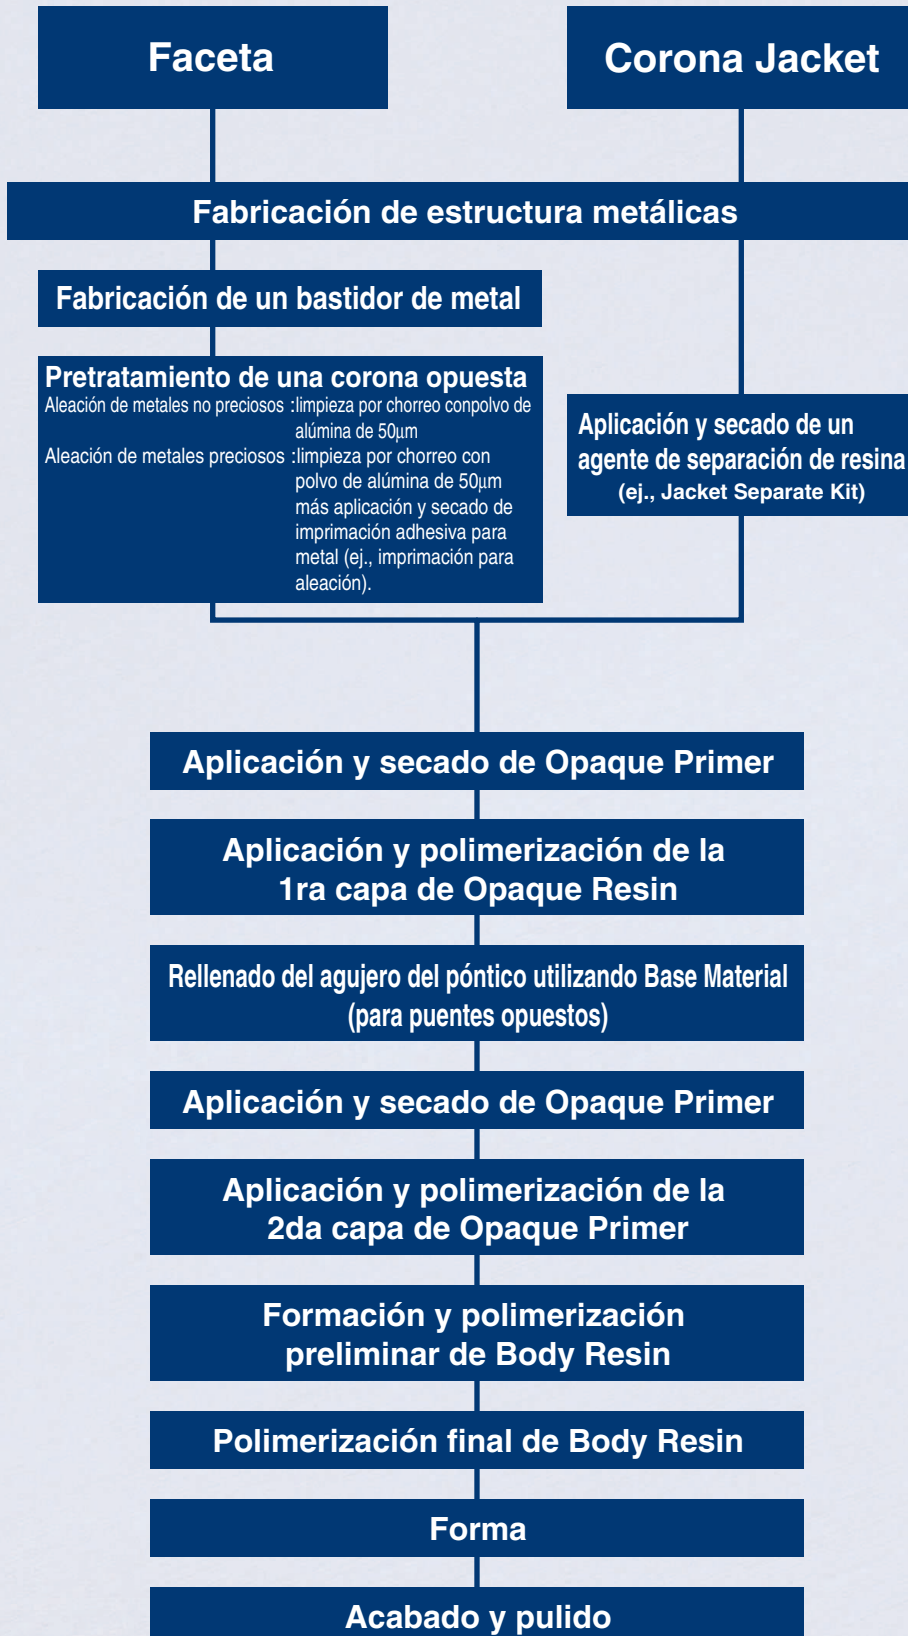 Faceta
Corona Jacket
Fabricación de estructura metálicas
Fabricación de un bastidor de metal
Pretratamiento de una corona opuesta
Aleación de metales no preciosos :limpieza por chorreo conpolvo de
alúmina de 50µm
Aleación de metales preciosos :limpieza por chorreo con
polvo de alúmina de 50µm
más aplicación y secado de
imprimación adhesiva para
metal (ej., imprimación para
aleación).
Aplicación y secado de un
agente de separación de resina
(ej., Jacket Separate Kit)
Aplicación y secado de Opaque Primer
Aplicación y polimerización de la
1ra capa de Opaque Resin
Rellenado del agujero del póntico utilizando Base Material
(para puentes opuestos)
Aplicación y secado de Opaque Primer
Aplicación y polimerización de la
2da capa de Opaque Primer
Formación y polimerización
preliminar de Body Resin
Polimerización final de Body Resin
Forma
Acabado y pulido